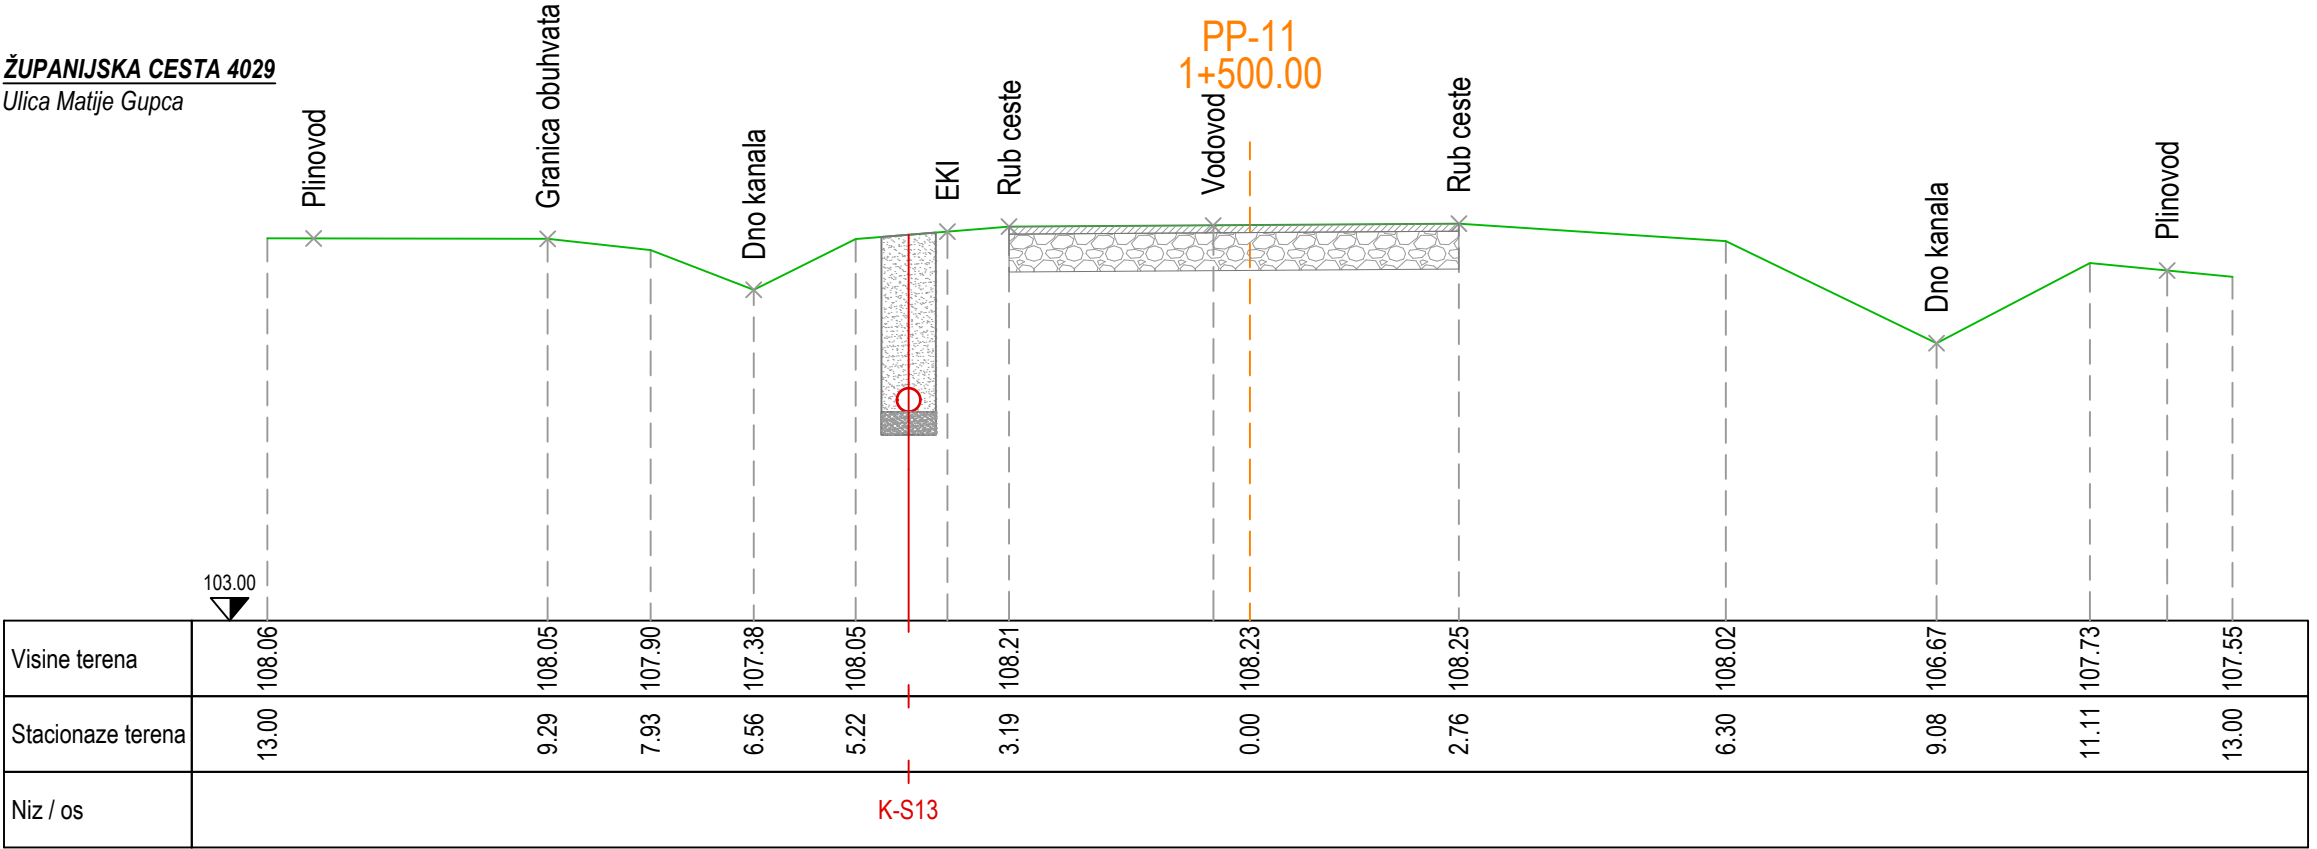 ŽUPANIJSKA CESTA 4029
Ulica Matije Gupca
PP-11
1+500.00
Plinovod
Granica obuhvata
Dno kanala
EKI
Rub ceste
Vodovod
Rub ceste
Dno kanala
Plinovod
103.00
Visine terena 108.06 108.05 107.90 107.38 108.05 108.21 108.23 108.25 108.02 106.67 107.73 107.55
Stacionaze terena 13.00 9.29 7.93 6.56 5.22 3.19 0.00 2.76 6.30 9.08 11.11 13.00
Niz / os K-S13